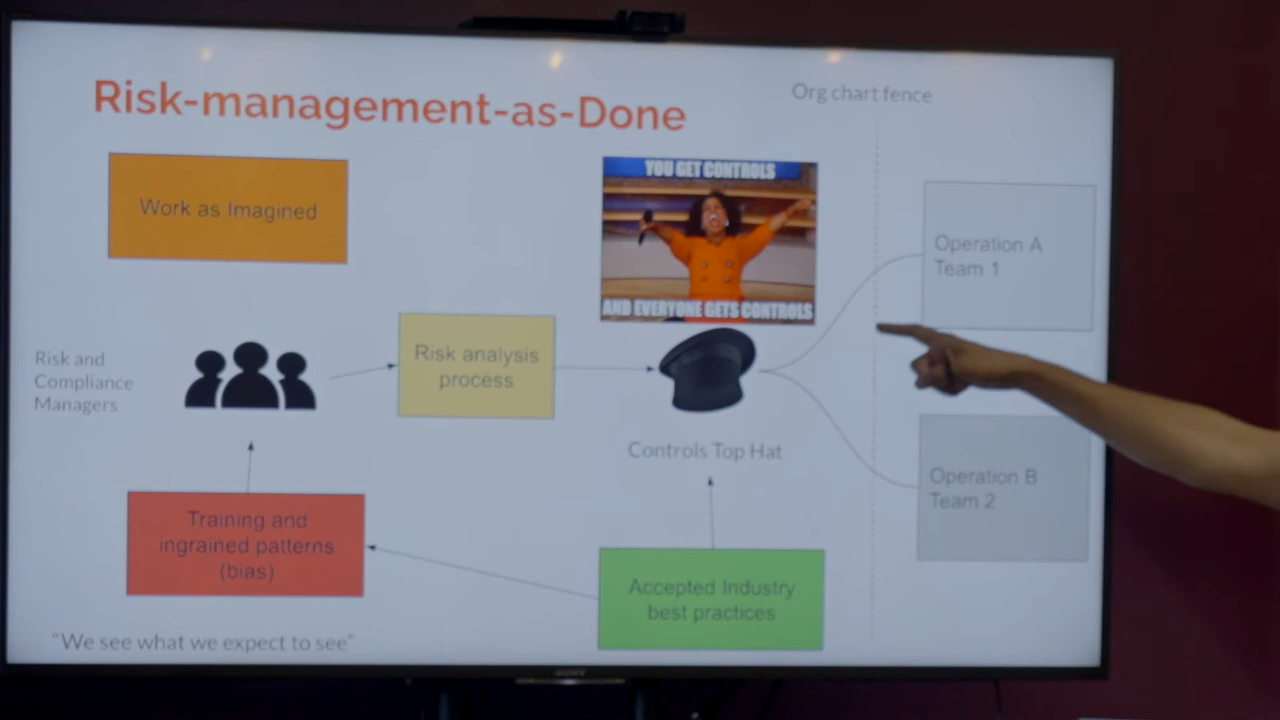 Risk-management-as-Done
Org chart fence
Work as Imagined
YOU GET CONTROLS
AND EVERYONE GETS CONTROLS
Operation A
Team 1
Risk and
Compliance
Managers
Risk analysis
process
Controls Top Hat
Operation B
Team 2
Training and
ingrained patterns
(bias)
Accepted Industry
best practices
"We see what we expect to see"
SONY